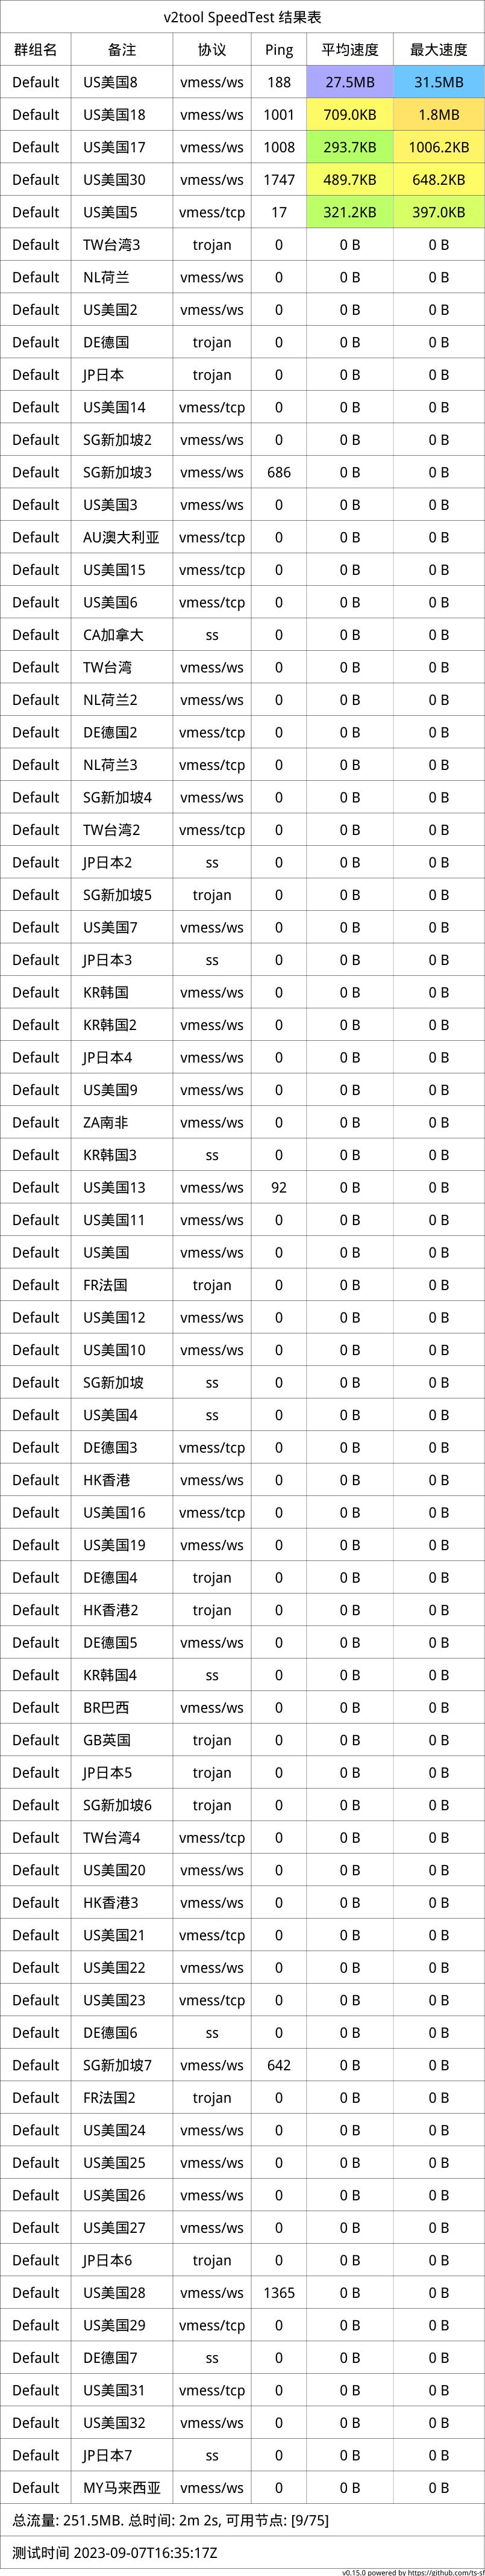 v2tool SpeedTest 结果表
群组名 备注 协议 Ping 平均速度 最大速度
Default US美国8 vmess/ws 188 27.5MB 31.5MB
Default US美国18 vmess/ws 1001 709.0KB 1.8MB
Default US美国17 vmess/ws 1008 293.7KB 1006.2KB
Default US美国30 vmess/ws 1747 489.7KB 648.2KB
Default US美国5 vmess/tcp 17 321.2KB 397.0KB
Default TW台湾3 trojan 0 0 B 0 B
Default NL荷兰 vmess/ws 0 0 B 0 B
Default US美国2 vmess/ws 0 0 B 0 B
Default DE德国 trojan 0 0 B 0 B
Default JP日本 trojan 0 0 B 0 B
Default US美国14 vmess/tcp 0 0 B 0 B
Default SG新加坡2 vmess/ws 0 0 B 0 B
Default SG新加坡3 vmess/ws 686 0 B 0 B
Default US美国3 vmess/ws 0 0 B 0 B
Default AU澳大利亚 vmess/tcp 0 0 B 0 B
Default US美国15 vmess/tcp 0 0 B 0 B
Default US美国6 vmess/tcp 0 0 B 0 B
Default CA加拿大 ss 0 0 B 0 B
Default TW台湾 vmess/ws 0 0 B 0 B
Default NL荷兰2 vmess/ws 0 0 B 0 B
Default DE德国2 vmess/tcp 0 0 B 0 B
Default NL荷兰3 vmess/tcp 0 0 B 0 B
Default SG新加坡4 vmess/ws 0 0 B 0 B
Default TW台湾2 vmess/tcp 0 0 B 0 B
Default JP日本2 ss 0 0 B 0 B
Default SG新加坡5 trojan 0 0 B 0 B
Default US美国7 vmess/ws 0 0 B 0 B
Default JP日本3 ss 0 0 B 0 B
Default KR韩国 vmess/ws 0 0 B 0 B
Default KR韩国2 vmess/ws 0 0 B 0 B
Default JP日本4 vmess/ws 0 0 B 0 B
Default US美国9 vmess/ws 0 0 B 0 B
Default ZA南非 vmess/ws 0 0 B 0 B
Default KR韩国3 ss 0 0 B 0 B
Default US美国13 vmess/ws 92 0 B 0 B
Default US美国11 vmess/ws 0 0 B 0 B
Default US美国 vmess/ws 0 0 B 0 B
Default FR法国 trojan 0 0 B 0 B
Default US美国12 vmess/ws 0 0 B 0 B
Default US美国10 vmess/ws 0 0 B 0 B
Default SG新加坡 ss 0 0 B 0 B
Default US美国4 ss 0 0 B 0 B
Default DE德国3 vmess/tcp 0 0 B 0 B
Default HK香港 vmess/ws 0 0 B 0 B
Default US美国16 vmess/tcp 0 0 B 0 B
Default US美国19 vmess/ws 0 0 B 0 B
Default DE德国4 trojan 0 0 B 0 B
Default HK香港2 trojan 0 0 B 0 B
Default DE德国5 vmess/ws 0 0 B 0 B
Default KR韩国4 ss 0 0 B 0 B
Default BR巴西 vmess/ws 0 0 B 0 B
Default GB英国 trojan 0 0 B 0 B
Default JP日本5 trojan 0 0 B 0 B
Default SG新加坡6 trojan 0 0 B 0 B
Default TW台湾4 vmess/tcp 0 0 B 0 B
Default US美国20 vmess/ws 0 0 B 0 B
Default HK香港3 vmess/ws 0 0 B 0 B
Default US美国21 vmess/tcp 0 0 B 0 B
Default US美国22 vmess/ws 0 0 B 0 B
Default US美国23 vmess/tcp 0 0 B 0 B
Default DE德国6 ss 0 0 B 0 B
Default SG新加坡7 vmess/ws 642 0 B 0 B
Default FR法国2 trojan 0 0 B 0 B
Default US美国24 vmess/ws 0 0 B 0 B
Default US美国25 vmess/ws 0 0 B 0 B
Default US美国26 vmess/ws 0 0 B 0 B
Default US美国27 vmess/ws 0 0 B 0 B
Default JP日本6 trojan 0 0 B 0 B
Default US美国28 vmess/ws 1365 0 B 0 B
Default US美国29 vmess/tcp 0 0 B 0 B
Default DE德国7 ss 0 0 B 0 B
Default US美国31 vmess/tcp 0 0 B 0 B
Default US美国32 vmess/ws 0 0 B 0 B
Default JP日本7 ss 0 0 B 0 B
Default MY马来西亚 vmess/ws 0 0 B 0 B
总流量: 251.5MB. 总时间: 2m 2s, 可用节点: [9/75]
测试时间 2023-09-07T16:35:17Z
v0.15.0 powered by https://github.com/ts-sf